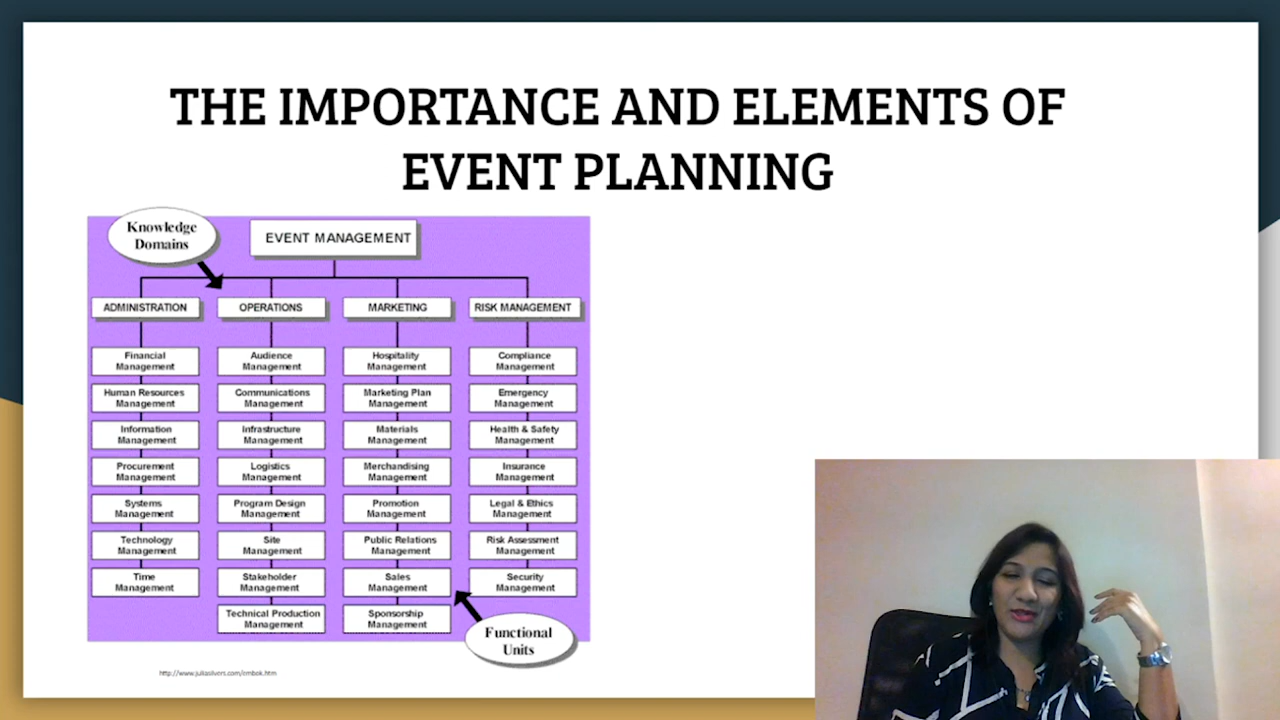 THE IMPORTANCE AND ELEMENTS OF
EVENT PLANNING
Knowledge
Domains
EVENT MANAGEMENT
ADMINISTRATION
OPERATIONS
MARKETING
RISK MANAGEMENT
Financial
Management
Audience
Management
Hospitality
Management
Compliance
Management
Human Resources
Management
Communications
Management
Marketing Plan
Management
Emergency
Management
Information
Management
Infrastructure
Management
Materials
Management
Health & Safety
Management
Procurement
Management
Logistics
Management
Merchandising
Management
Insurance
Management
Systems
Management
Program Design
Management
Promotion
Management
Legal & Ethics
Management
Technology
Management
Site
Management
Public Relations
Management
Risk Assessment
Management
Time
Management
Stakeholder
Management
Sales
Management
Security
Management
Technical Production
Management
Sponsorship
Management
Functional
Units
http://www.juliasilvers.com/embok.htm